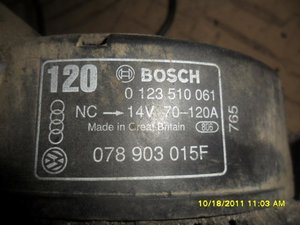 120 BOSCH
0 123 510 061
NC → 14V 70-120A
Made in Great Britain 806
078 903 015F
765
10/18/2011 11:03 AM